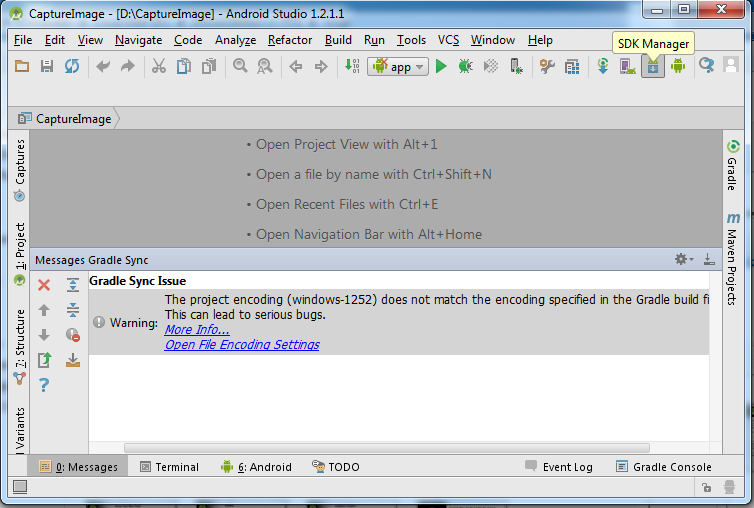 CaptureImage - [D:\CaptureImage] - Android Studio 1.2.1.1
File Edit View Navigate Code Analyze Refactor Build Run Tools VCS Window Help
SDK Manager
app
CaptureImage
Captures
1: Project
7: Structure
Variants
• Open Project View with Alt+1
• Open a file by name with Ctrl+Shift+N
• Open Recent Files with Ctrl+E
• Open Navigation Bar with Alt+Home
Gradle
m
Maven Projects
Messages Gradle Sync
Gradle Sync Issue
Warning:
The project encoding (windows-1252) does not match the encoding specified in the Gradle build fi
This can lead to serious bugs.
More Info...
Open File Encoding Settings
0: Messages Terminal 6: Android TODO Event Log Gradle Console